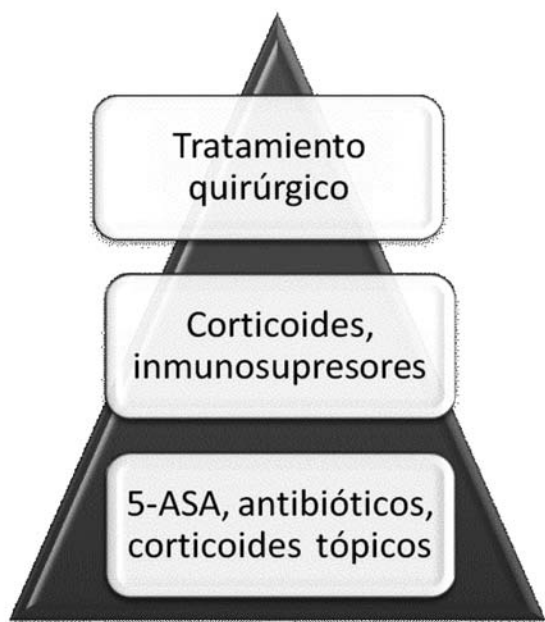 Tratamiento
quirúrgico
Corticoides,
inmunosupresores
5-ASA, antibióticos,
corticoides tópicos